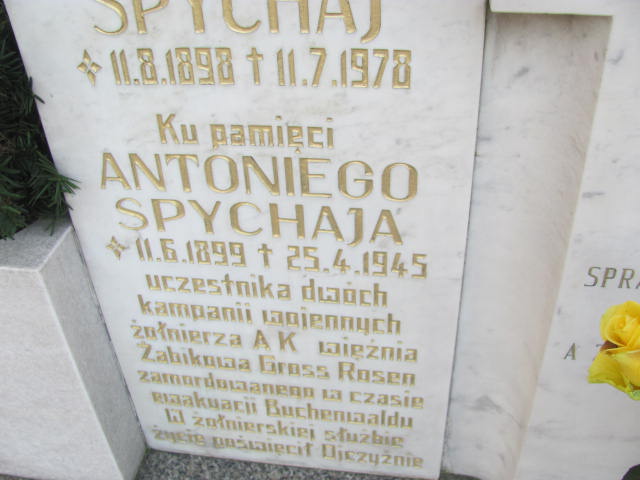 SPYCHAJ
11.8.1898 † 11.7.1978
Ku pamięci
ANTONIEGO
SPYCHAJA
11.6.1899 † 25.4.1945
uczestnika dwóch
kampanii wojennych
żołnierza AK więźnia
Żabikowa Gross Rosen
zamordowanego w czasie
ewakuacji Buchenwaldu
W żołnierskiej służbie
życie poświęcił Ojczyźnie
SPRA
A